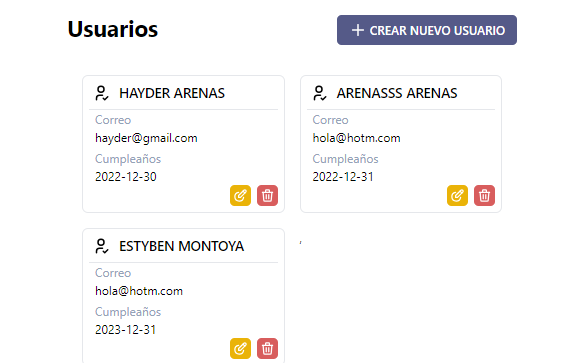 Usuarios
CREAR NUEVO USUARIO
HAYDER ARENAS
Correo
hayder@gmail.com
Cumpleaños
2022-12-30
ARENASSS ARENAS
Correo
hola@hotm.com
Cumpleaños
2022-12-31
ESTYBEN MONTOYA
Correo
hola@hotm.com
Cumpleaños
2023-12-31
,